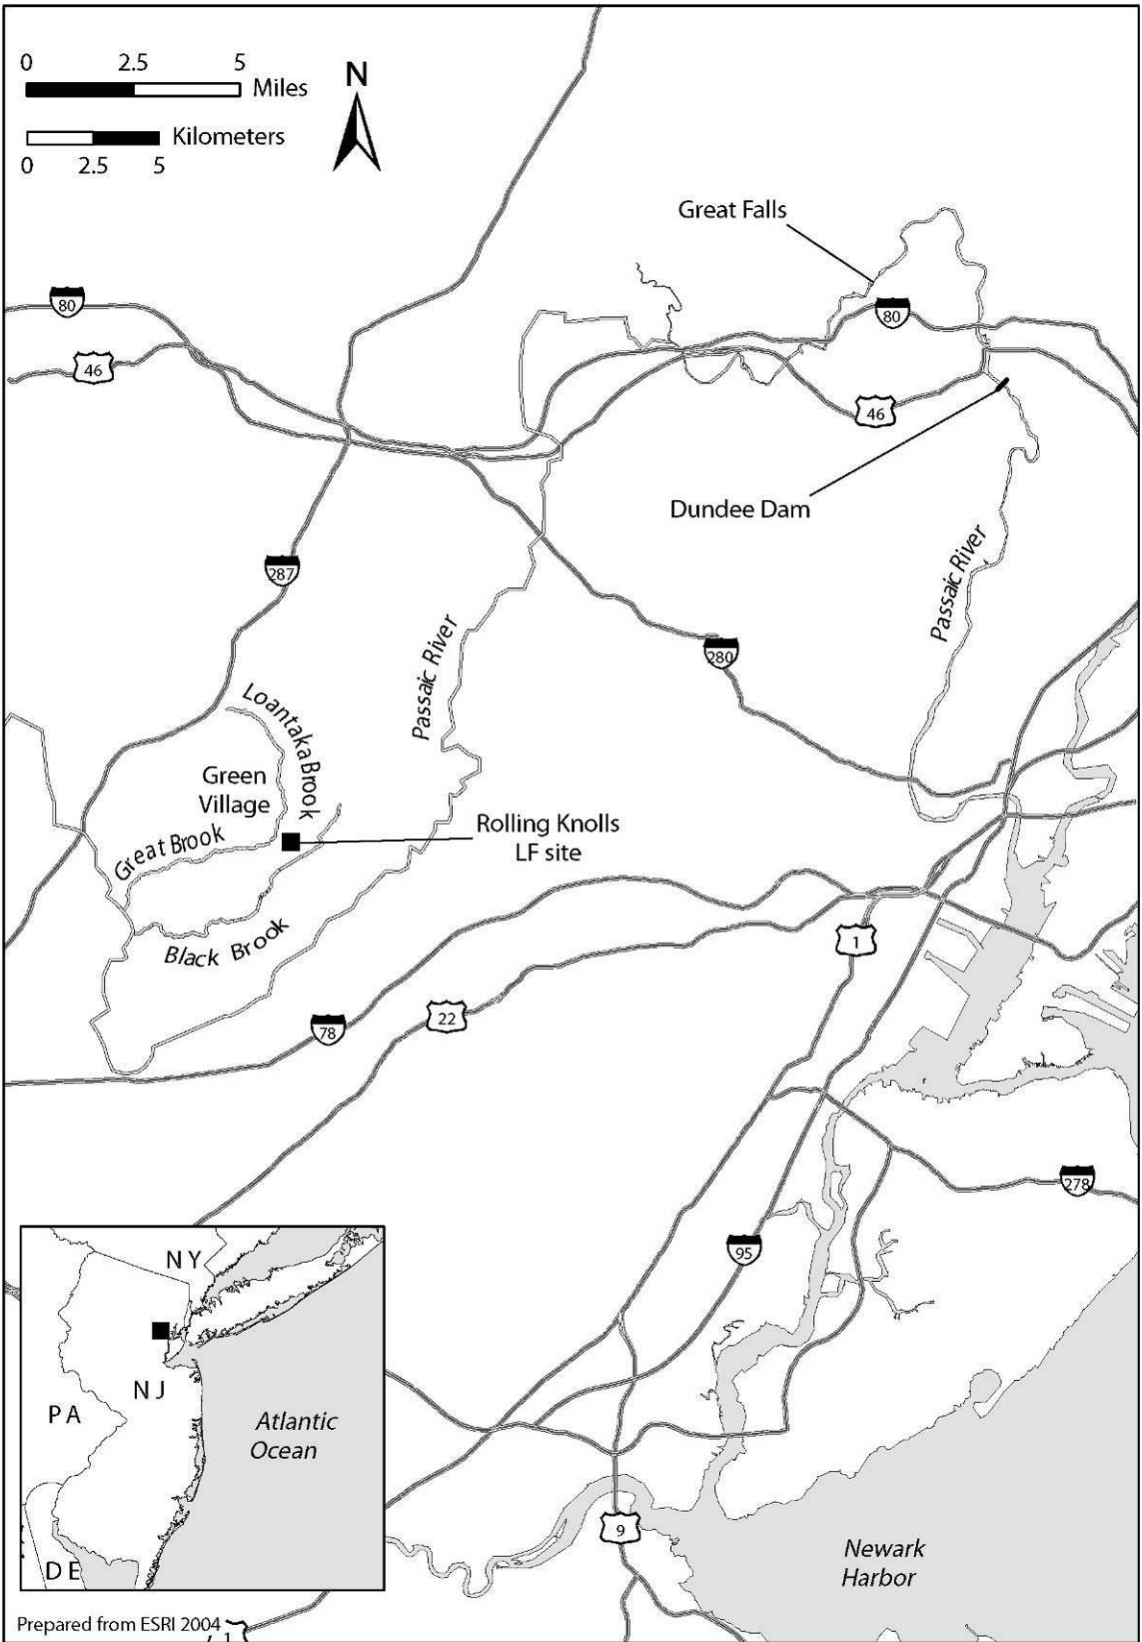 0 2.5 5
Miles
Kilometers
0 2.5 5
N
Great Falls
80
80
46
46
Dundee Dam
287
Passaic River
Passaic River
280
Loantaka Brook
Green
Village
Great Brook
Rolling Knolls
LF site
Black Brook
1
22
78
278
95
NY
NJ
PA
Atlantic
Ocean
DE
9
Newark
Harbor
Prepared from ESRI 2004
1